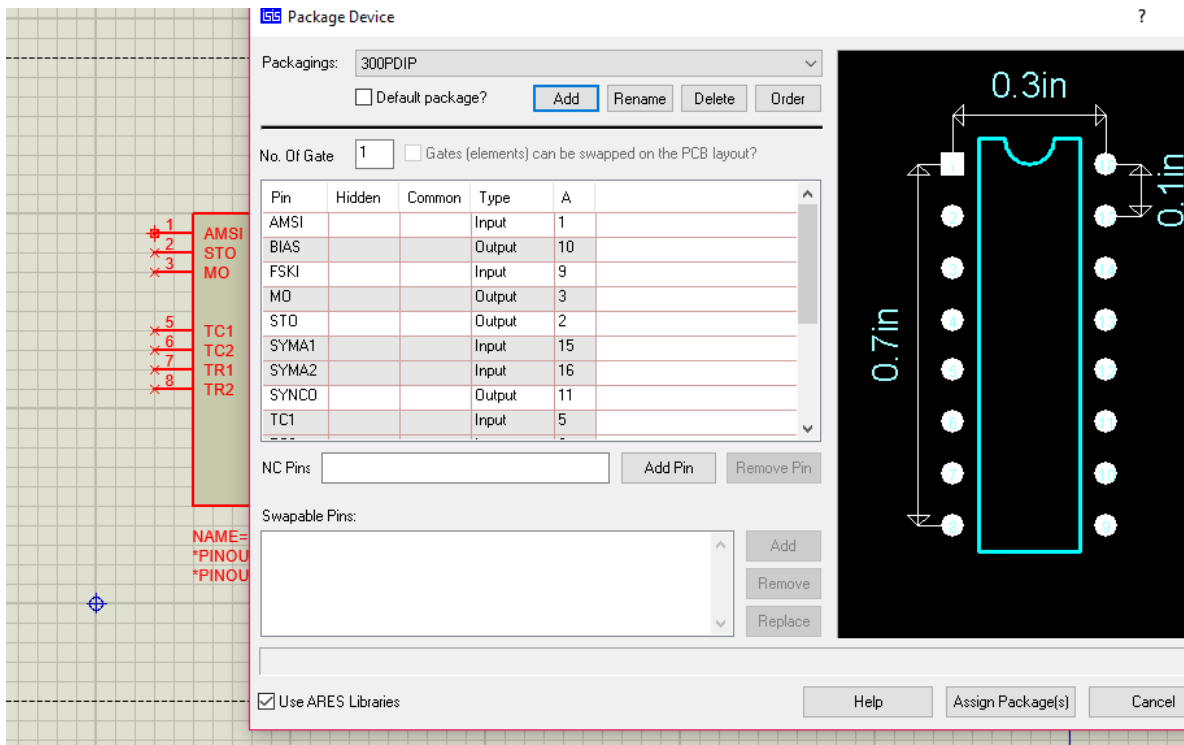 ISIS Package Device ?
Packagings: 300PDIP
Default package? Add Rename Delete Order
No. Of Gate 1 Gates (elements) can be swapped on the PCB layout?
Pin Hidden Common Type A
AMSI Input 1
BIAS Output 10
FSKI Input 9
MO Output 3
STO Output 2
SYMA1 Input 15
SYMA2 Input 16
SYNCO Output 11
TC1 Input 5
NC Pins Add Pin Remove Pin
Swapable Pins:
Add
Remove
Replace
Use ARES Libraries Help Assign Package(s) Cancel
1 AMSI
2 STO
3 MO
5 TC1
6 TC2
7 TR1
8 TR2
NAME=
*PINOU
*PINOU
0.3in
0.1in
0.7in